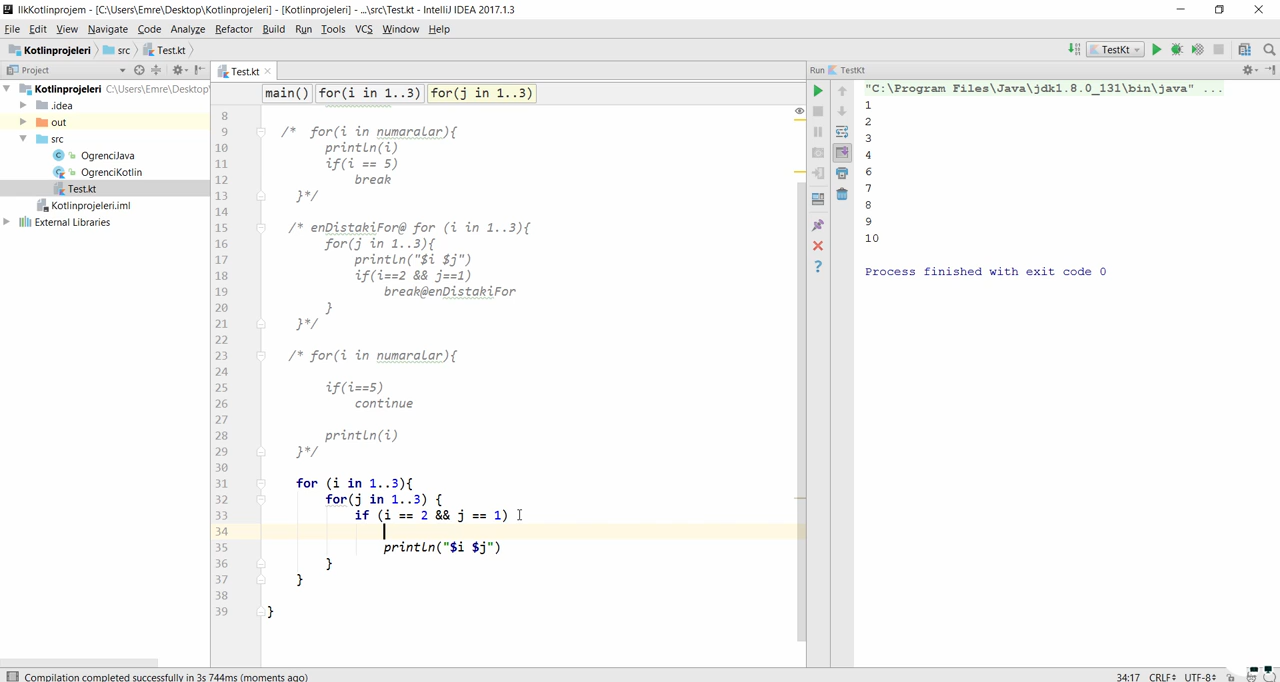 IlkKotlinprojem - [C:\Users\Emre\Desktop\Kotlinprojeleri] - [Kotlinprojeleri] - ...\src\Test.kt - IntelliJ IDEA 2017.1.3
File Edit View Navigate Code Analyze Refactor Build Run Tools VCS Window Help
Kotlinprojeleri src Test.kt TestKt
Project Test.kt Run TestKt
Kotlinprojeleri C:\Users\Emre\Desktop\
.idea
out
src
OgrenciJava
OgrenciKotlin
Test.kt
Kotlinprojeleri.iml
External Libraries
main() for(i in 1..3) for(j in 1..3)
8
9 /* for(i in numaralar){
10 println(i)
11 if(i == 5)
12 break
13 }*/
14
15 /* enDistakiFor@ for (i in 1..3){
16 for(j in 1..3){
17 println("$i $j")
18 if(i==2 && j==1)
19 break@enDistakiFor
20 }
21 }*/
22
23 /* for(i in numaralar){
24
25 if(i==5)
26 continue
27
28 println(i)
29 }*/
30
31 for (i in 1..3){
32 for(j in 1..3) {
33 if (i == 2 && j == 1)
34
35 println("$i $j")
36 }
37 }
38
39 }
"C:\Program Files\Java\jdk1.8.0_131\bin\java" ...
1
2
3
4
6
7
8
9
10
Process finished with exit code 0
Compilation completed successfully in 3s 744ms (moments ago) 34:17 CRLF UTF-8